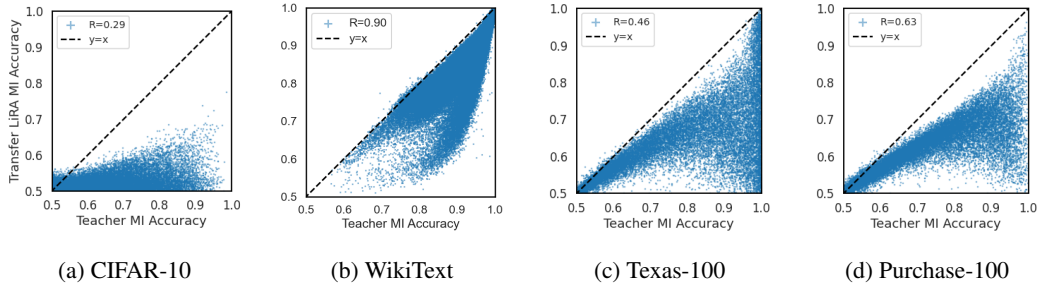 Transfer LiRA MI Accuracy
1.0
0.9
0.8
0.7
0.6
0.5
R=0.29
y=x
0.5 0.6 0.7 0.8 0.9 1.0
Teacher MI Accuracy
(a) CIFAR-10
1.0
0.9
0.8
0.7
0.6
0.5
R=0.90
y=x
0.5 0.6 0.7 0.8 0.9 1.0
Teacher MI Accuracy
(b) WikiText
1.0
0.9
0.8
0.7
0.6
0.5
R=0.46
y=x
0.5 0.6 0.7 0.8 0.9 1.0
Teacher MI Accuracy
(c) Texas-100
1.0
0.9
0.8
0.7
0.6
0.5
R=0.63
y=x
0.5 0.6 0.7 0.8 0.9 1.0
Teacher MI Accuracy
(d) Purchase-100